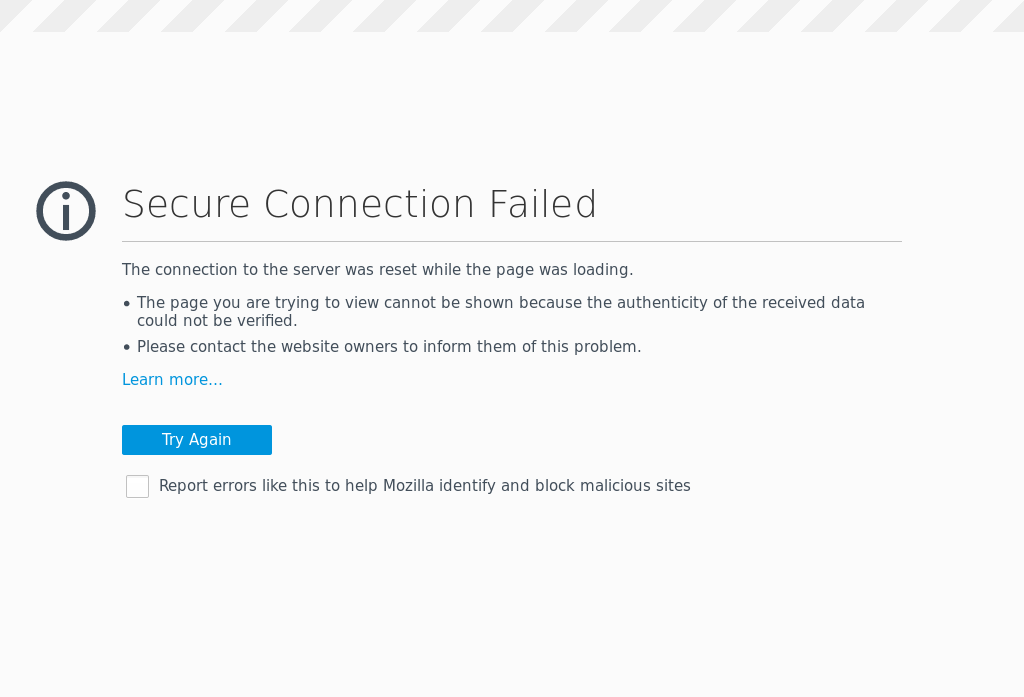 Secure Connection Failed
The connection to the server was reset while the page was loading.
• The page you are trying to view cannot be shown because the authenticity of the received data
could not be verified.
• Please contact the website owners to inform them of this problem.
Learn more...
Try Again
Report errors like this to help Mozilla identify and block malicious sites